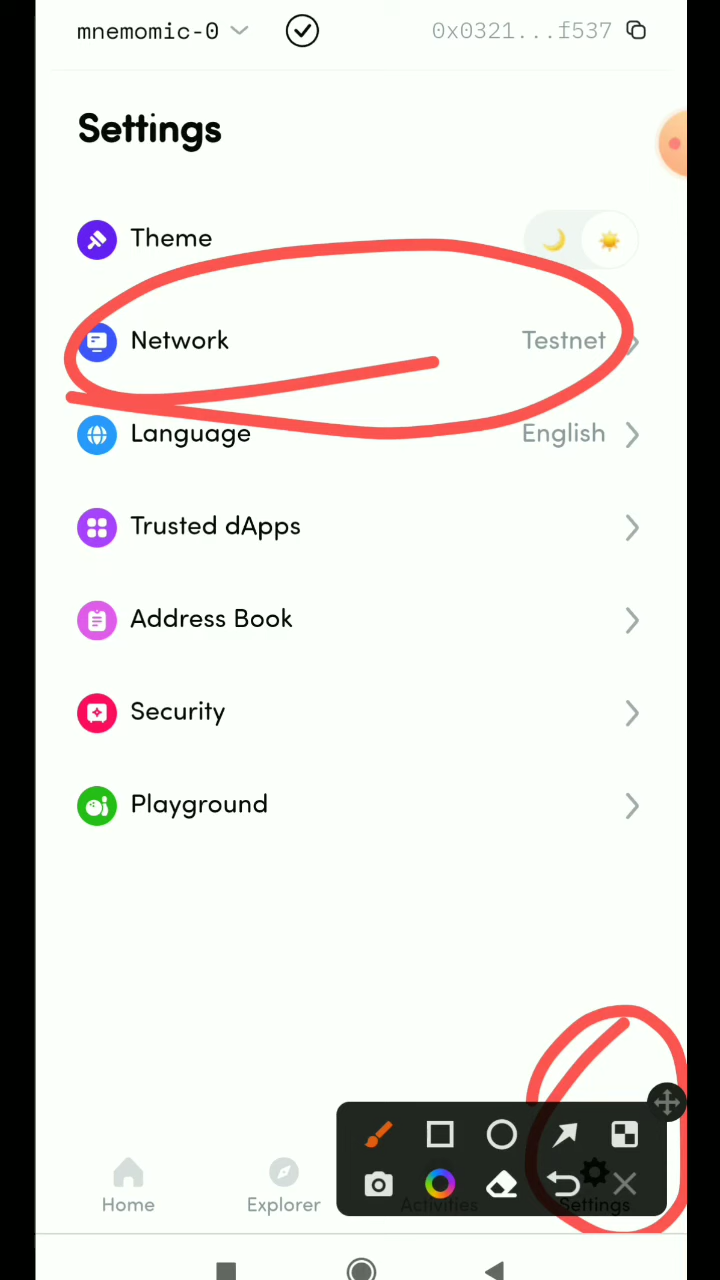 mnemomic-0 0x0321...f537
Settings
Theme
Network Testnet
Language English
Trusted dApps
Address Book
Security
Playground
Home Explorer Activities Settings